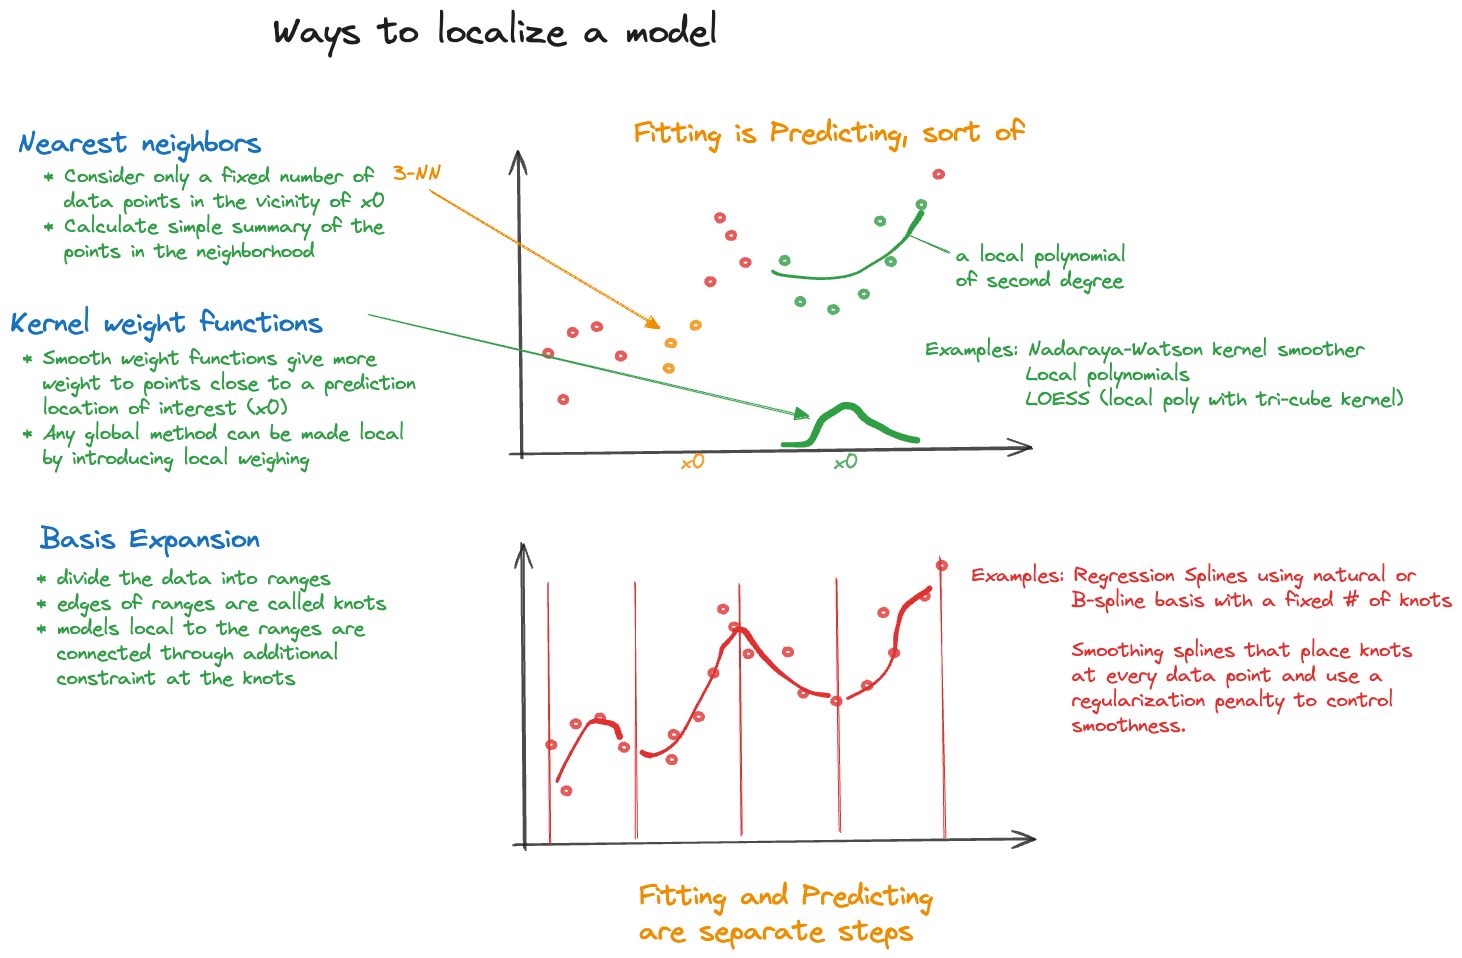 Ways to localize a model
Nearest neighbors
* Consider only a fixed number of
data points in the vicinity of x0
* Calculate simple summary of the
points in the neighborhood
3-NN
Fitting is Predicting, sort of
a local polynomial
of second degree
Kernel weight functions
* Smooth weight functions give more
weight to points close to a prediction
location of interest (x0)
* Any global method can be made local
by introducing local weighing
Examples: Nadaraya-Watson kernel smoother
Local polynomials
LOESS (local poly with tri-cube kernel)
x0
x0
Basis Expansion
* divide the data into ranges
* edges of ranges are called knots
* models local to the ranges are
connected through additional
constraint at the knots
Examples: Regression Splines using natural or
B-spline basis with a fixed # of knots
Smoothing splines that place knots
at every data point and use a
regularization penalty to control
smoothness.
Fitting and Predicting
are separate steps